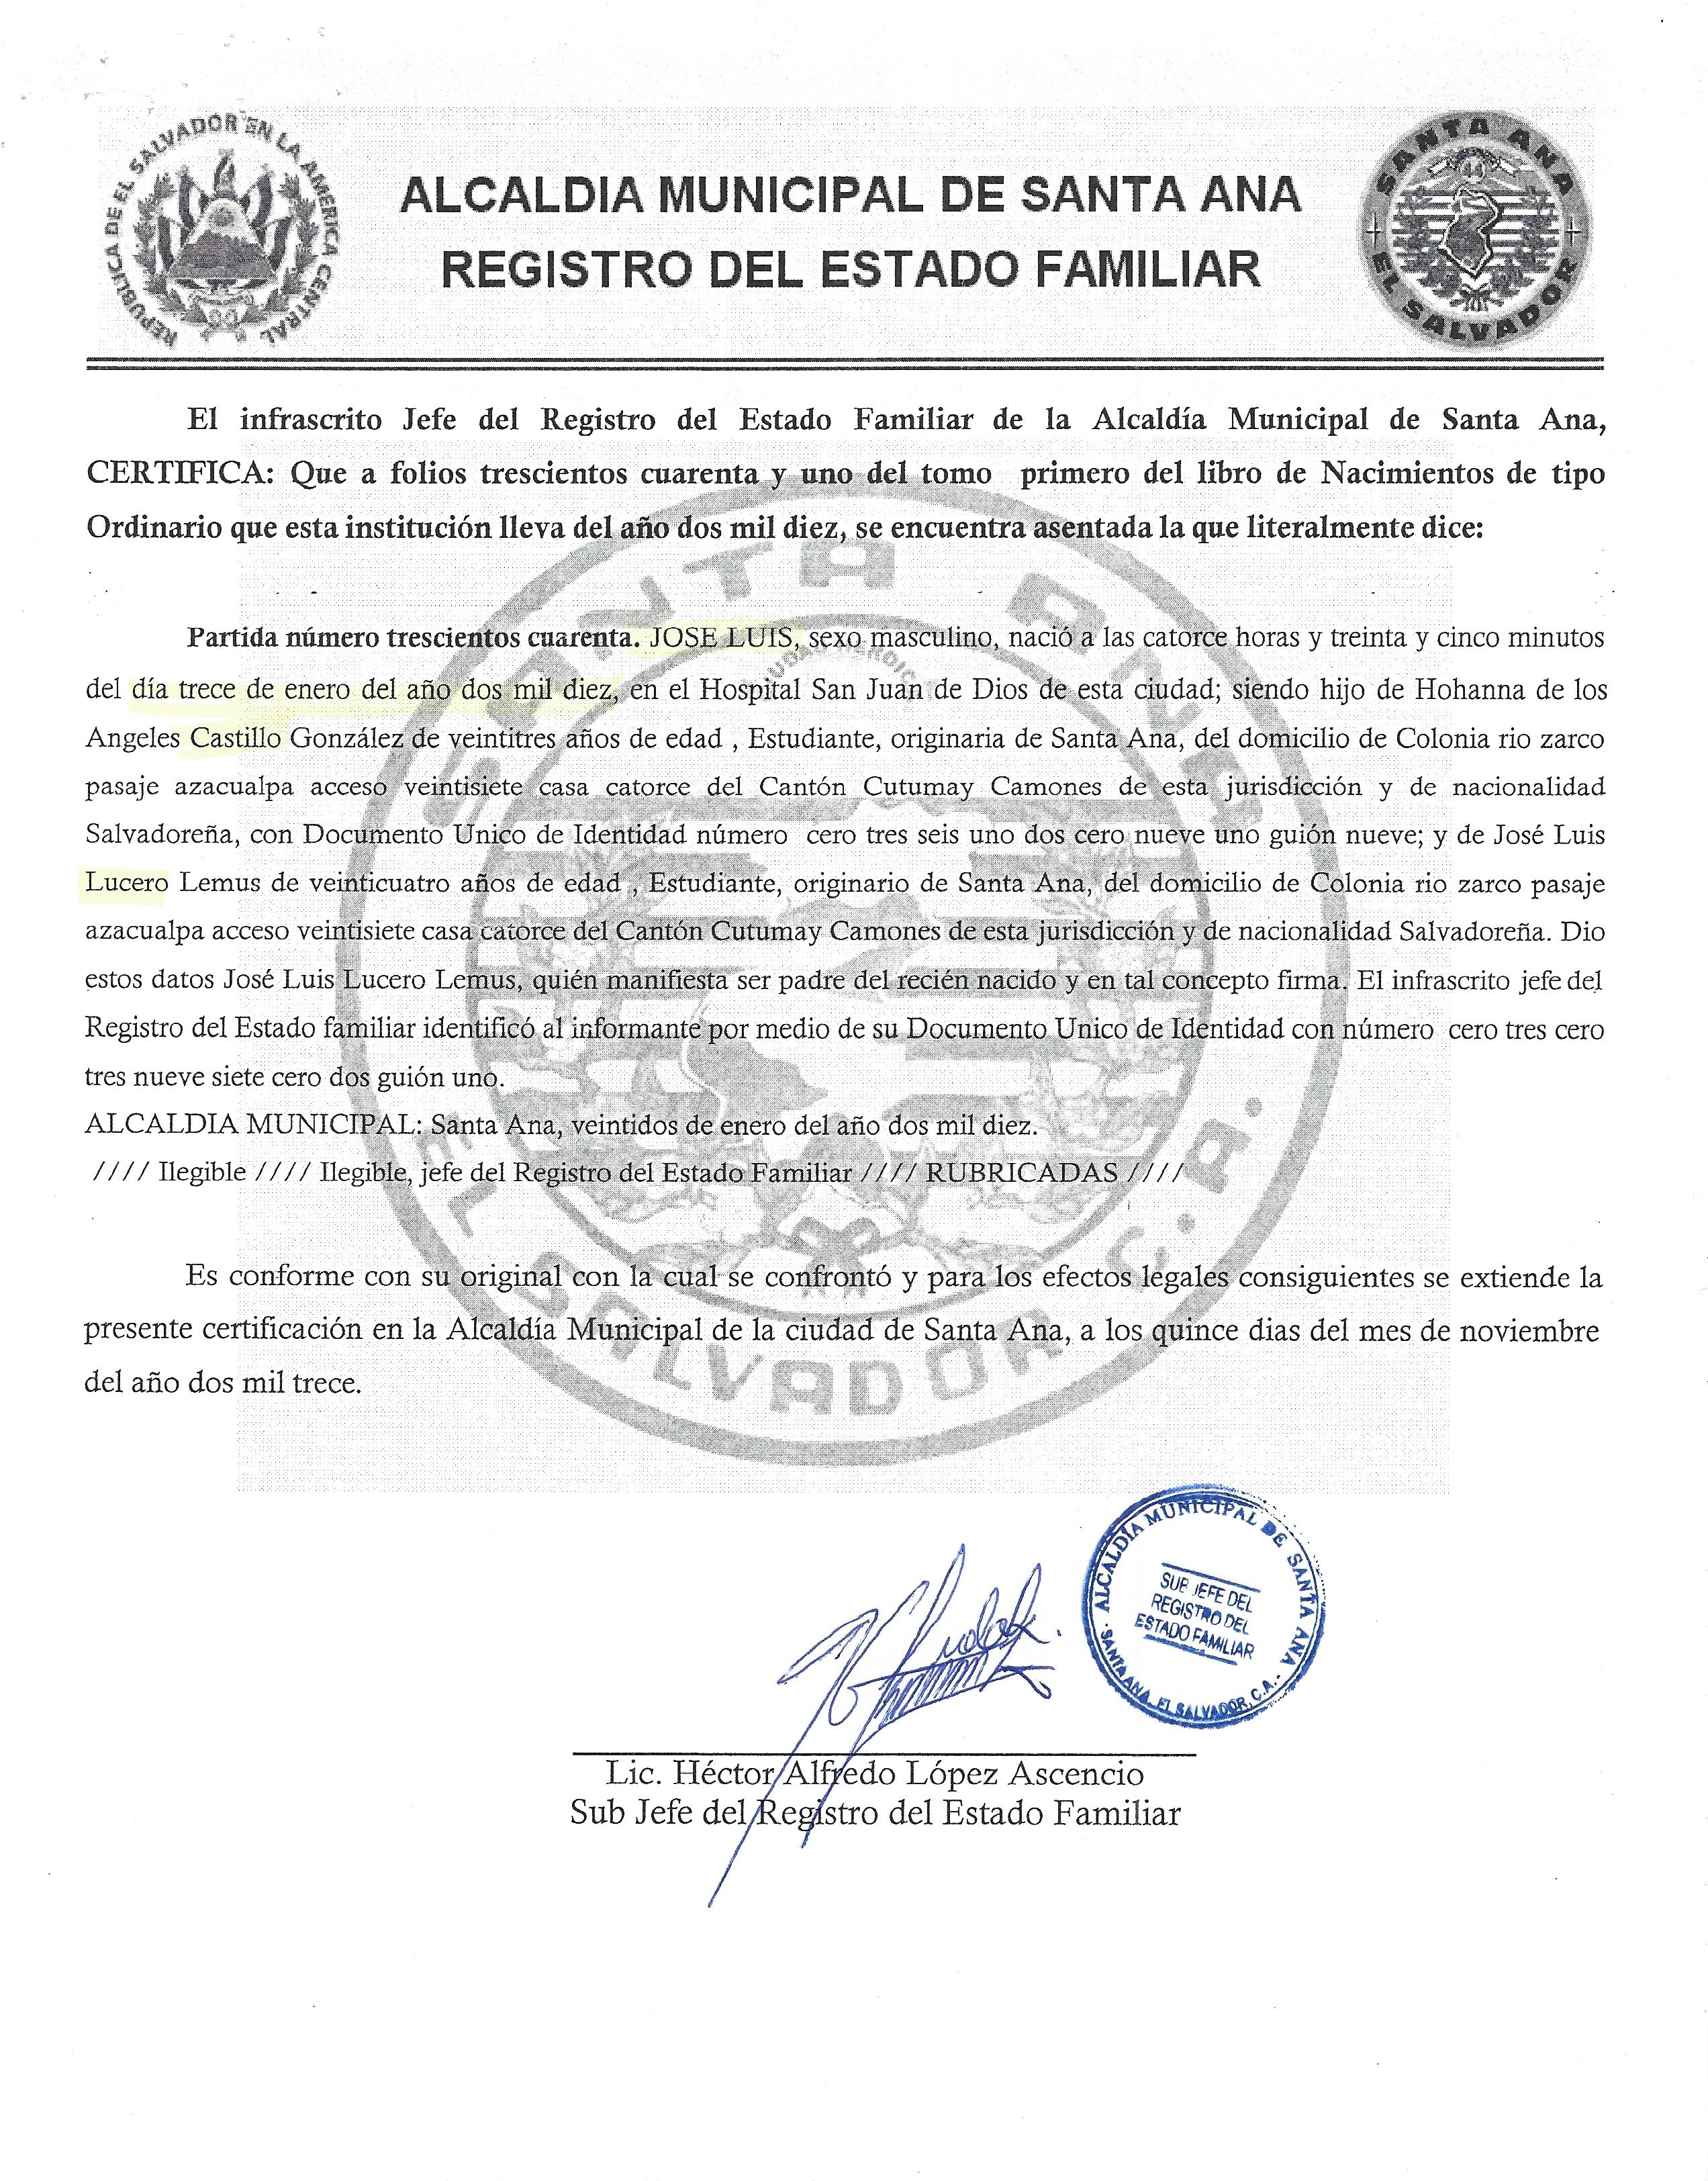 REPUBLICA DE EL SALVADOR EN LA AMERICA CENTRAL
ALCALDIA MUNICIPAL DE SANTA ANA
REGISTRO DEL ESTADO FAMILIAR
SANTA ANA
44
EL SALVADOR
El infrascrito Jefe del Registro del Estado Familiar de la Alcaldía Municipal de Santa Ana,
CERTIFICA: Que a folios trescientos cuarenta y uno del tomo primero del libro de Nacimientos de tipo
Ordinario que esta institución lleva del año dos mil diez, se encuentra asentada la que literalmente dice:
Partida número trescientos cuarenta. JOSE LUIS, sexo masculino, nació a las catorce horas y treinta y cinco minutos
del día trece de enero del año dos mil diez, en el Hospital San Juan de Dios de esta ciudad; siendo hijo de Hohanna de los
Angeles Castillo González de veintitres años de edad , Estudiante, originaria de Santa Ana, del domicilio de Colonia rio zarco
pasaje azacualpa acceso veintisiete casa catorce del Cantón Cutumay Camones de esta jurisdicción y de nacionalidad
Salvadoreña, con Documento Unico de Identidad número cero tres seis uno dos cero nueve uno guión nueve; y de José Luis
Lucero Lemus de veinticuatro años de edad , Estudiante, originario de Santa Ana, del domicilio de Colonia rio zarco pasaje
azacualpa acceso veintisiete casa catorce del Cantón Cutumay Camones de esta jurisdicción y de nacionalidad Salvadoreña. Dio
estos datos José Luis Lucero Lemus, quién manifiesta ser padre del recién nacido y en tal concepto firma. El infrascrito jefe del
Registro del Estado familiar identificó al informante por medio de su Documento Unico de Identidad con número cero tres cero
tres nueve siete cero dos guión uno.
ALCALDIA MUNICIPAL: Santa Ana, veintidos de enero del año dos mil diez.
//// Ilegible //// Ilegible, jefe del Registro del Estado Familiar //// RUBRICADAS ////
Es conforme con su original con la cual se confrontó y para los efectos legales consiguientes se extiende la
presente certificación en la Alcaldía Municipal de la ciudad de Santa Ana, a los quince dias del mes de noviembre
del año dos mil trece.
SANTA ANA
EL SALVADOR C.A.
ALCALDÍA MUNICIPAL DE SANTA ANA
SUB JEFE DEL
REGISTRO DEL
ESTADO FAMILIAR
SANTA ANA, EL SALVADOR, C.A.
Lic. Héctor Alfredo López Ascencio
Sub Jefe del Registro del Estado Familiar